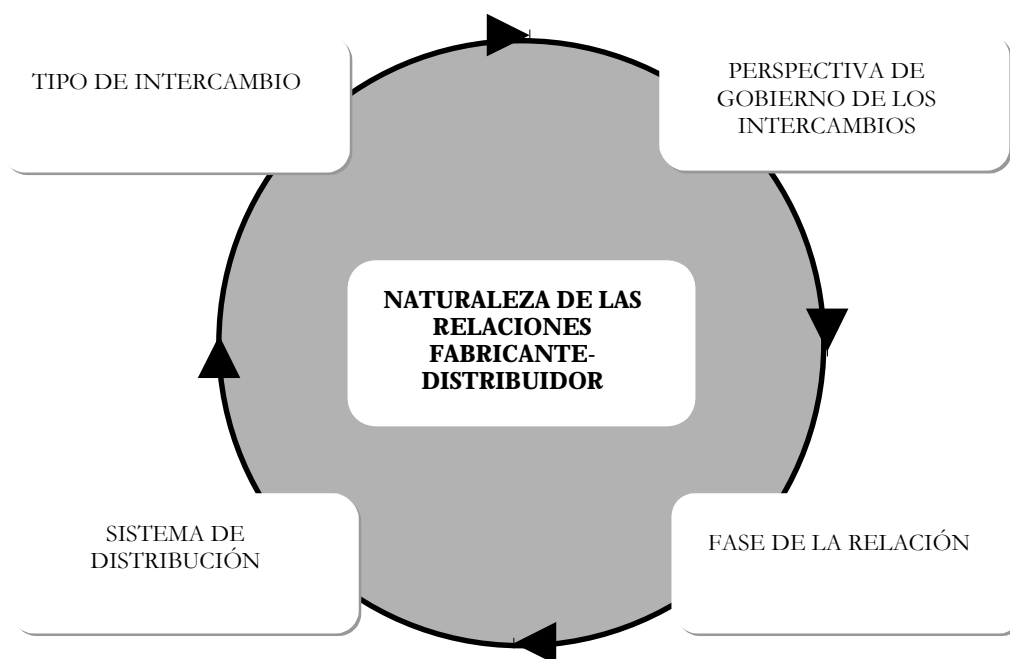 TIPO DE INTERCAMBIO
PERSPECTIVA DE
GOBIERNO DE LOS
INTERCAMBIOS
NATURALEZA DE LAS
RELACIONES
FABRICANTE-
DISTRIBUIDOR
SISTEMA DE
DISTRIBUCIÓN
FASE DE LA RELACIÓN